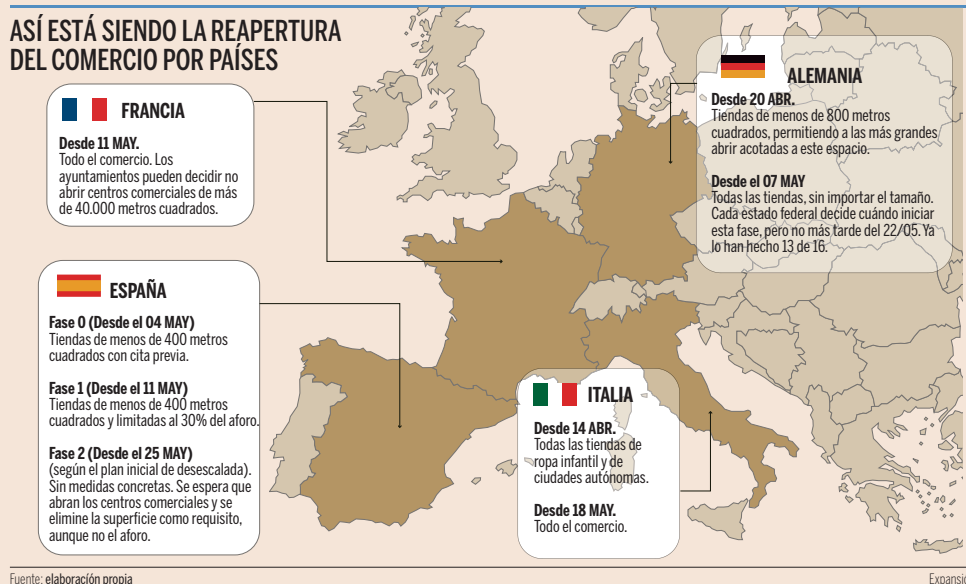 ASÍ ESTÁ SIENDO LA REAPERTURA
DEL COMERCIO POR PAÍSES
FRANCIA
Desde 11 MAY.
Todo el comercio. Los
ayuntamientos pueden decidir no
abrir centros comerciales de más
de 40.000 metros cuadrados.
ALEMANIA
Desde 20 ABR.
Tiendas de menos de 800 metros
cuadrados, permitiendo a las más grandes
abrir acotadas a este espacio.
Desde el 07 MAY
Todas las tiendas, sin importar el tamaño.
Cada estado federal decide cuándo iniciar
esta fase, pero no más tarde del 22/05. Ya
lo han hecho 13 de 16.
ESPAÑA
Fase 0 (Desde el 04 MAY)
Tiendas de menos de 400 metros
cuadrados con cita previa.
Fase 1 (Desde el 11 MAY)
Tiendas de menos de 400 metros
cuadrados y limitadas al 30% del aforo.
Fase 2 (Desde el 25 MAY)
(según el plan inicial de desescalada).
Sin medidas concretas. Se espera que
abran los centros comerciales y se
elimine la superficie como requisito,
aunque no el aforo.
ITALIA
Desde 14 ABR.
Todas las tiendas de
ropa infantil y de
ciudades autónomas.
Desde 18 MAY.
Todo el comercio.
Fuente: elaboración propia
Expansió